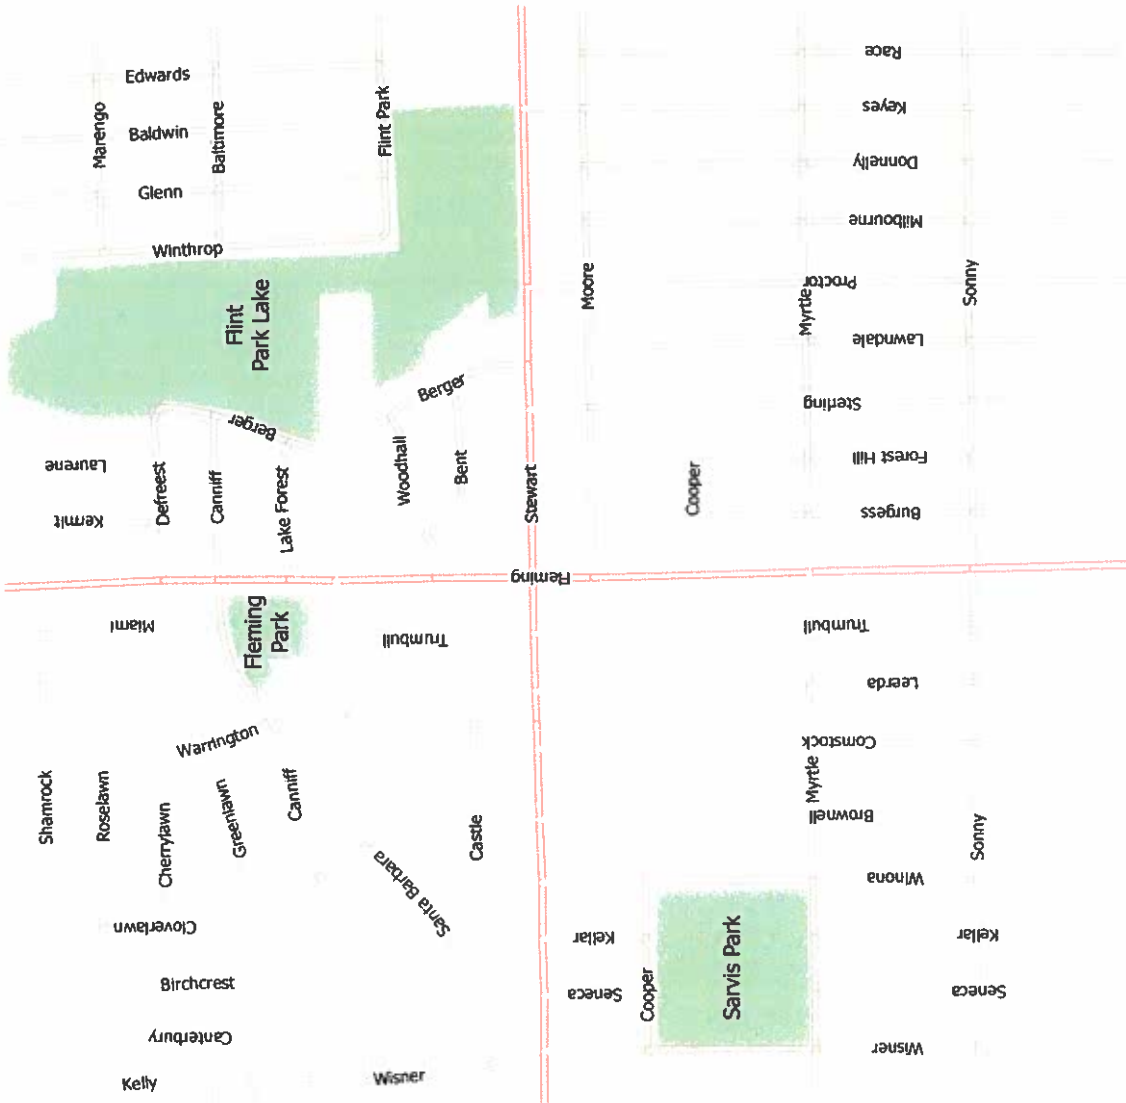 Edwards
Race
Marengo
Baldwin
Baltimore
Flint Park
Keyes
Donnelly
Glenn
Milbourne
Winthrop
Moore
Proctor
Myrtle
Sonny
Flint
Park Lake
Lawndale
Berger
Sterling
Berger
Laurene
Forest Hill
Defreest
Canniff
Lake Forest
Woodhall
Bent
Stewart
Cooper
Kermit
Burgess
Fleming
Miami
Fleming
Park
Trumbull
Trumbull
Leerda
Warrington
Comstock
Myrtle
Shamrock
Roselawn
Cherrylawn
Greenlawn
Canniff
Castle
Brownell
Sonny
Santa Barbara
Winona
Cloverlawn
Kellar
Sarvis Park
Kellar
Birchcrest
Seneca
Cooper
Seneca
Canterbury
Wisner
Kelly
Wisner